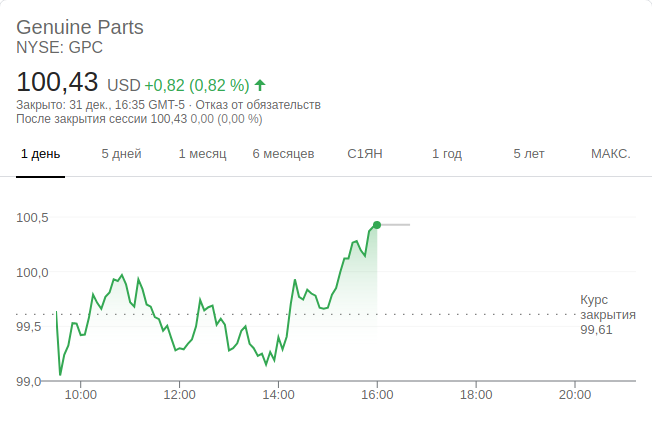 Genuine Parts
NYSE: GPC
100,43 USD +0,82 (0,82 %)
Закрыто: 31 дек., 16:35 GMT-5 · Отказ от обязательств
После закрытия сессии 100,43 0,00 (0,00 %)
1 день 5 дней 1 месяц 6 месяцев С1ЯН 1 год 5 лет МАКС.
100,5
100,0
99,5
99,0
Курс
закрытия
99,61
10:00 12:00 14:00 16:00 18:00 20:00